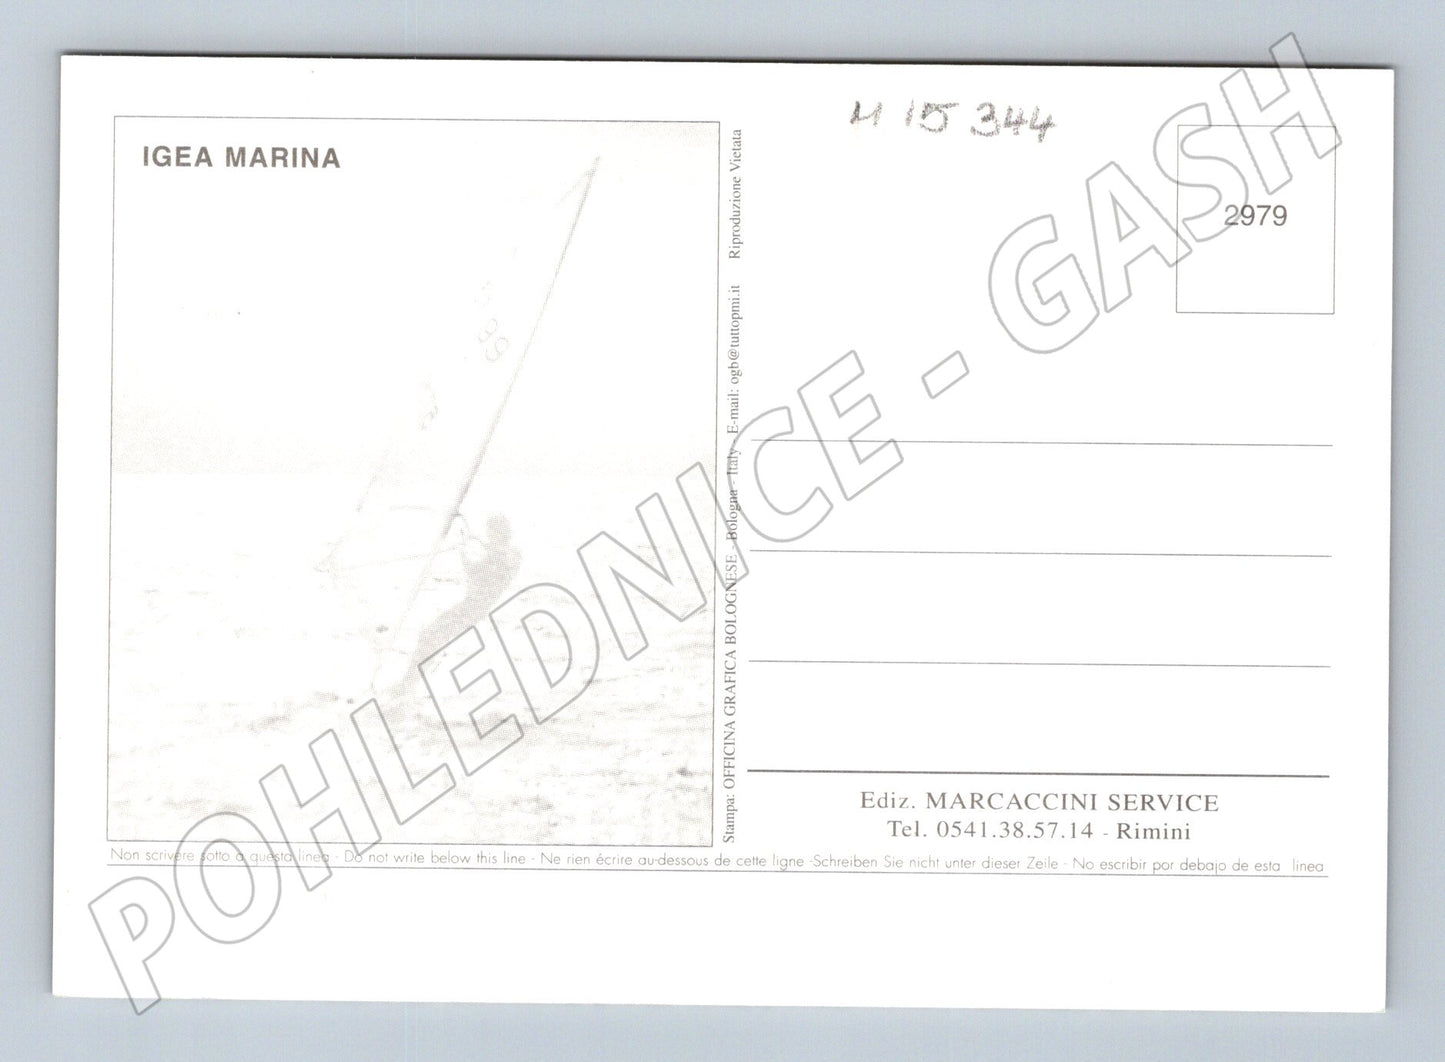 IGEA MARINA
H 15 344
2979
Stampa: OFFICINA GRAFICA BOLOGNESE - Bologna - Italy - E-mail: ogb@tuttopmi.it Riproduzione Vietata
Ediz. MARCACCINI SERVICE
Tel. 0541.38.57.14 - Rimini
Non scrivere sotto a questa linea - Do not write below this line - Ne rien écrire au-dessous de cette ligne -Schreiben Sie nicht unter dieser Zeile - No escribir por debajo de esta linea
POHLEDNICE - GASH